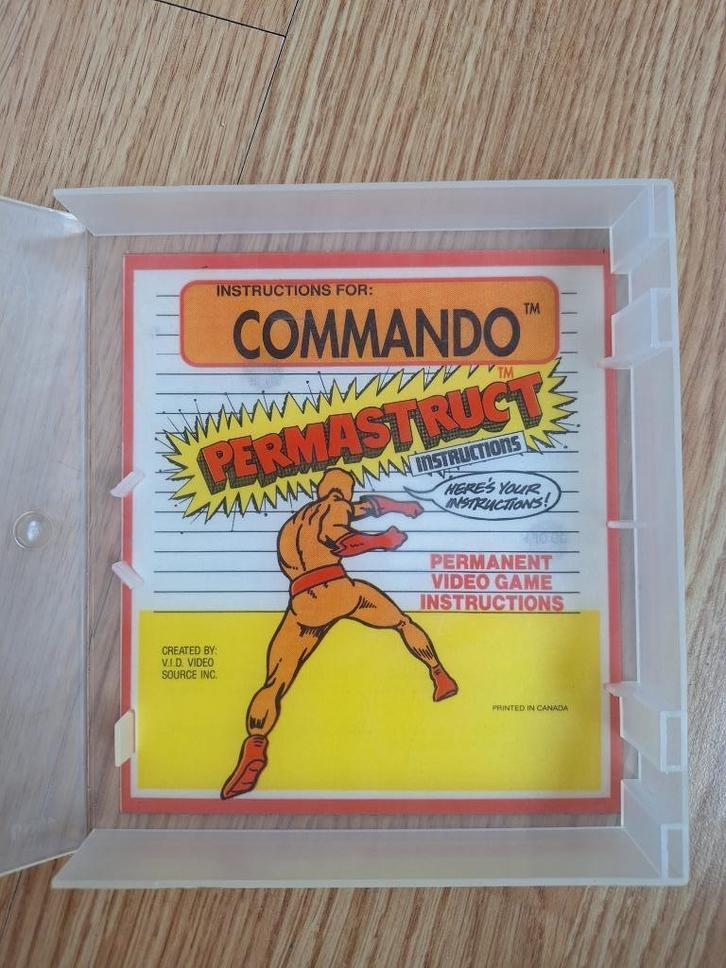 INSTRUCTIONS FOR:
COMMANDO™
PERMASTRUCT™
INSTRUCTIONS
HERE'S YOUR
INSTRUCTIONS!
PERMANENT
VIDEO GAME
INSTRUCTIONS
CREATED BY:
V.I.D. VIDEO
SOURCE INC.
PRINTED IN CANADA